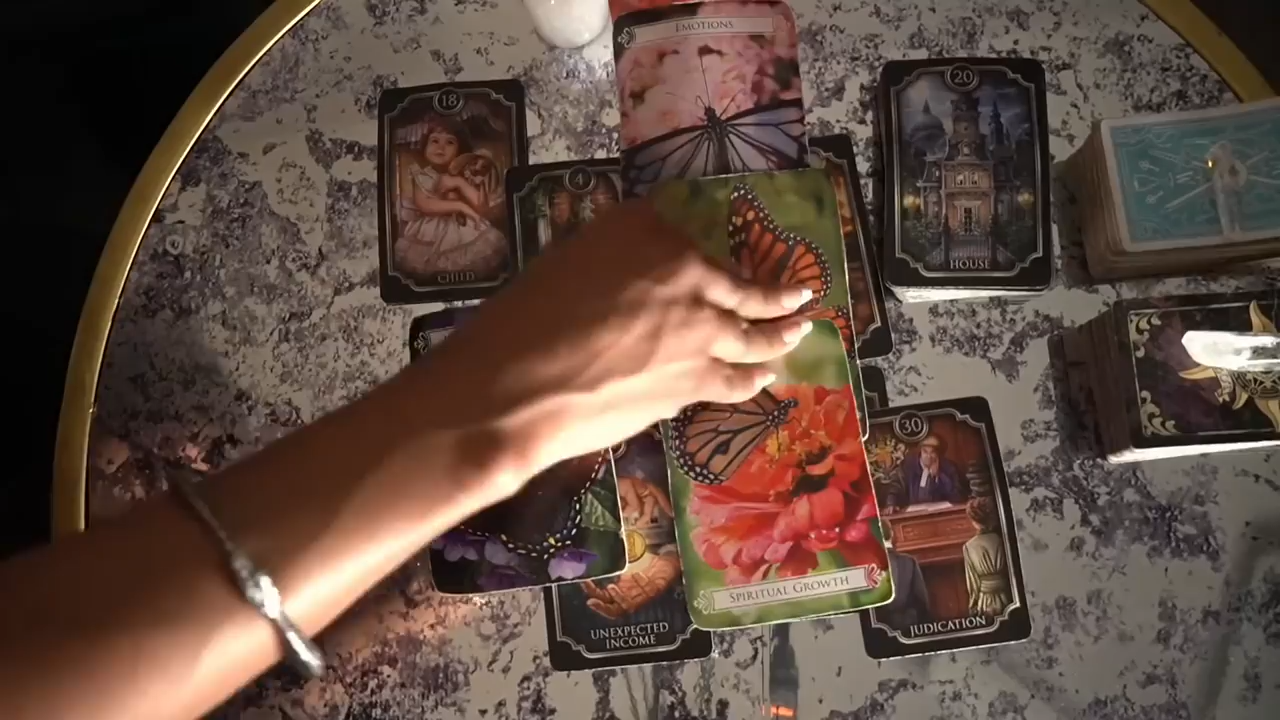 EMOTIONS
18
CHILD
4
20
HOUSE
30
JUDICATION
SPIRITUAL GROWTH
UNEXPECTED
INCOME